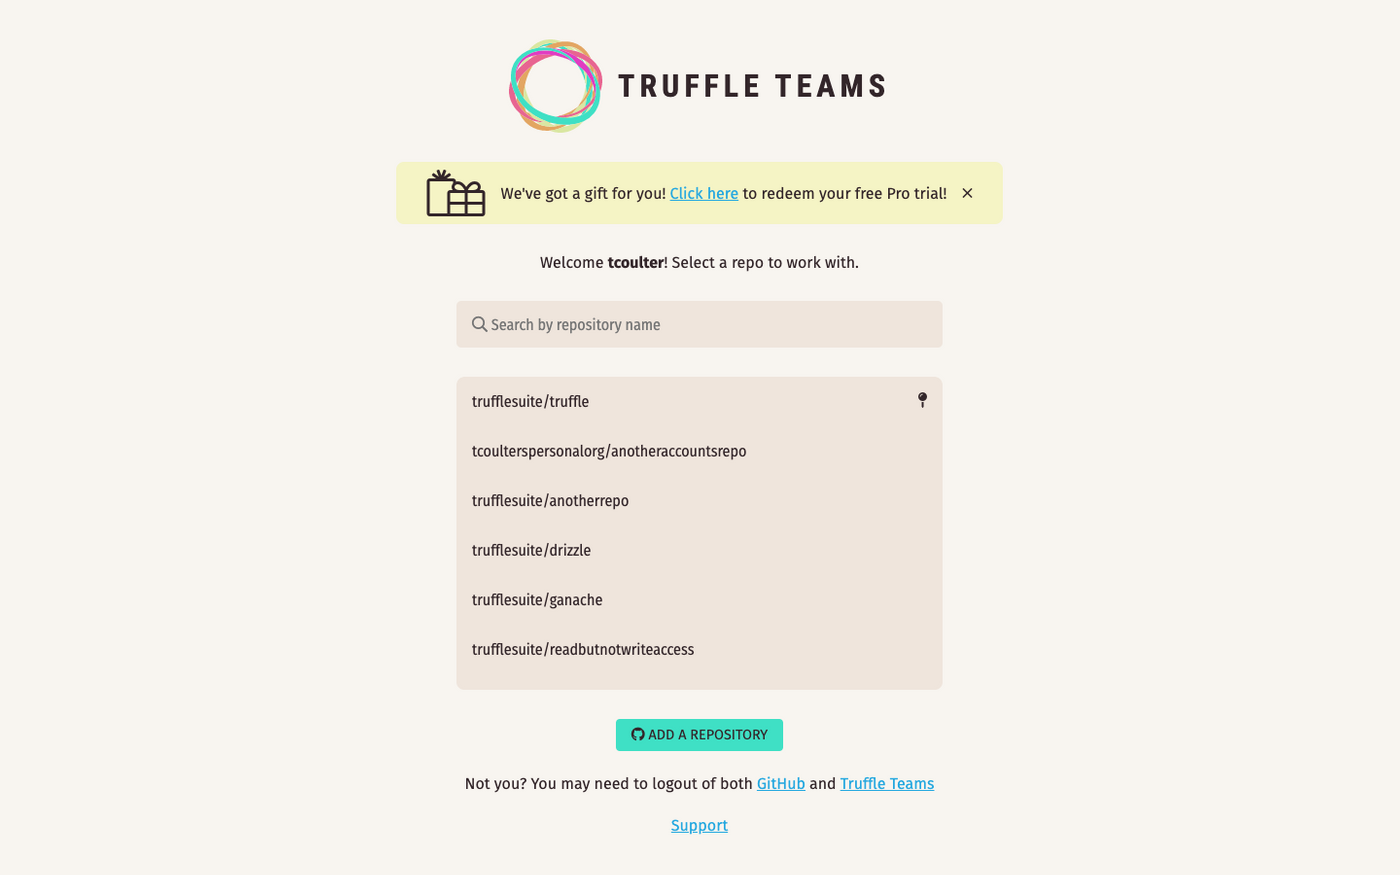 TRUFFLE TEAMS
We've got a gift for you! Click here to redeem your free Pro trial!
Welcome tcoulter! Select a repo to work with.
Search by repository name
trufflesuite/truffle
tcoulterspersonalorg/anotheraccountsrepo
trufflesuite/anotherrepo
trufflesuite/drizzle
trufflesuite/ganache
trufflesuite/readbutnotwriteaccess
ADD A REPOSITORY
Not you? You may need to logout of both GitHub and Truffle Teams
Support